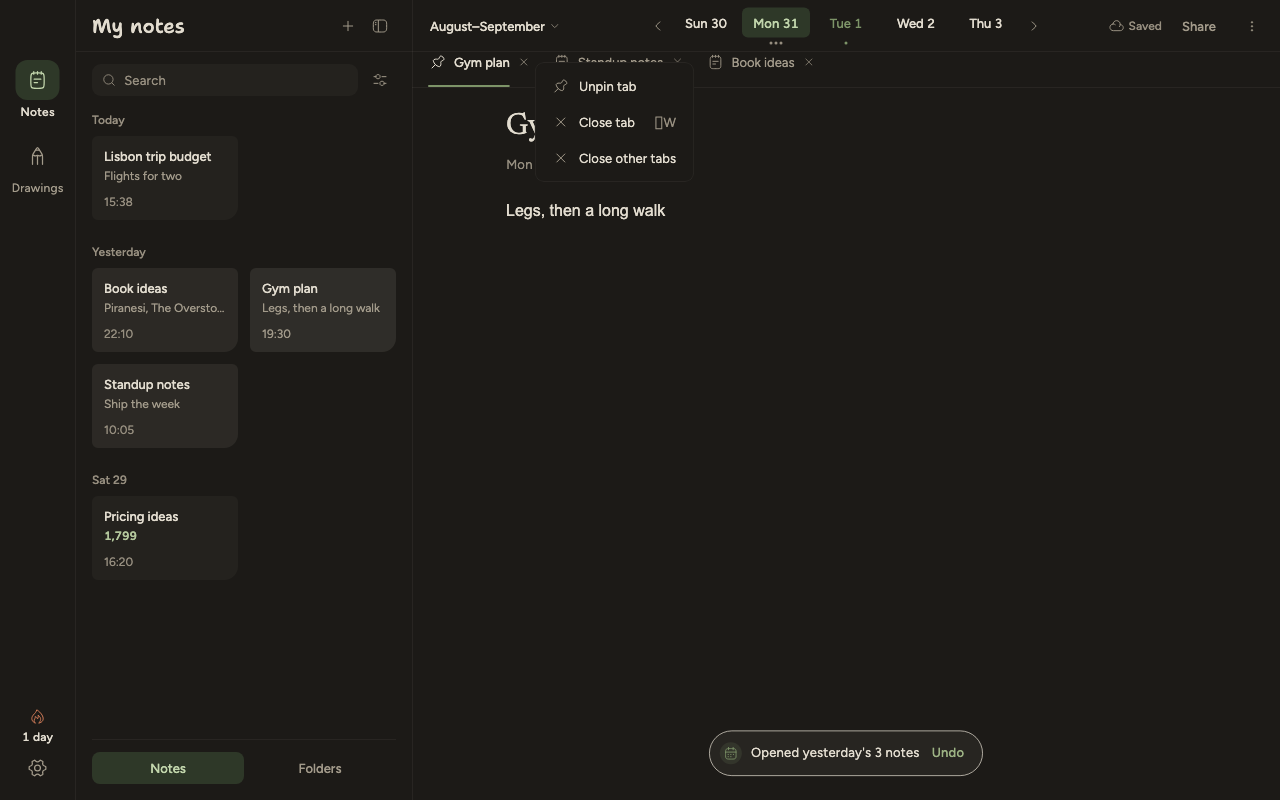 My notes
Notes
Drawings
1 day
Search
Today
Lisbon trip budget
Flights for two
15:38
Yesterday
Book ideas
Piranesi, The Oversto...
22:10
Gym plan
Legs, then a long walk
19:30
Standup notes
Ship the week
10:05
Sat 29
Pricing ideas
1,799
16:20
Notes
Folders
August–September
Sun 30
Mon 31
Tue 1
Wed 2
Thu 3
Saved
Share
Gym plan
Standup notes
Book ideas
Unpin tab
Close tab W
Close other tabs
Gy
Mon
Legs, then a long walk
Opened yesterday's 3 notes Undo